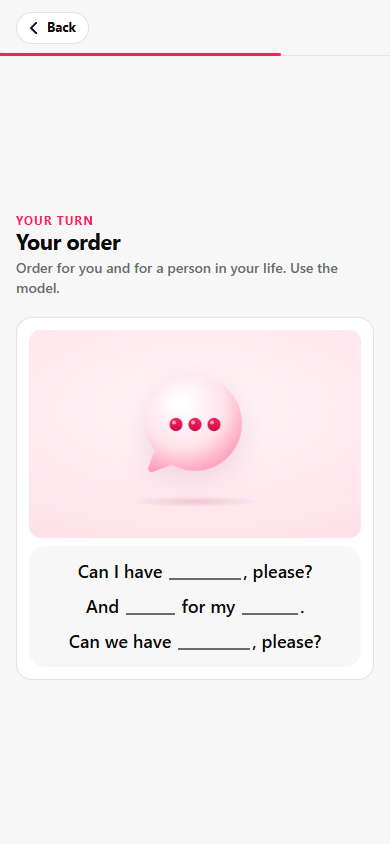 Back
YOUR TURN
Your order
Order for you and for a person in your life. Use the
model.
Can I have ________, please?
And _____ for my ______.
Can we have ________, please?